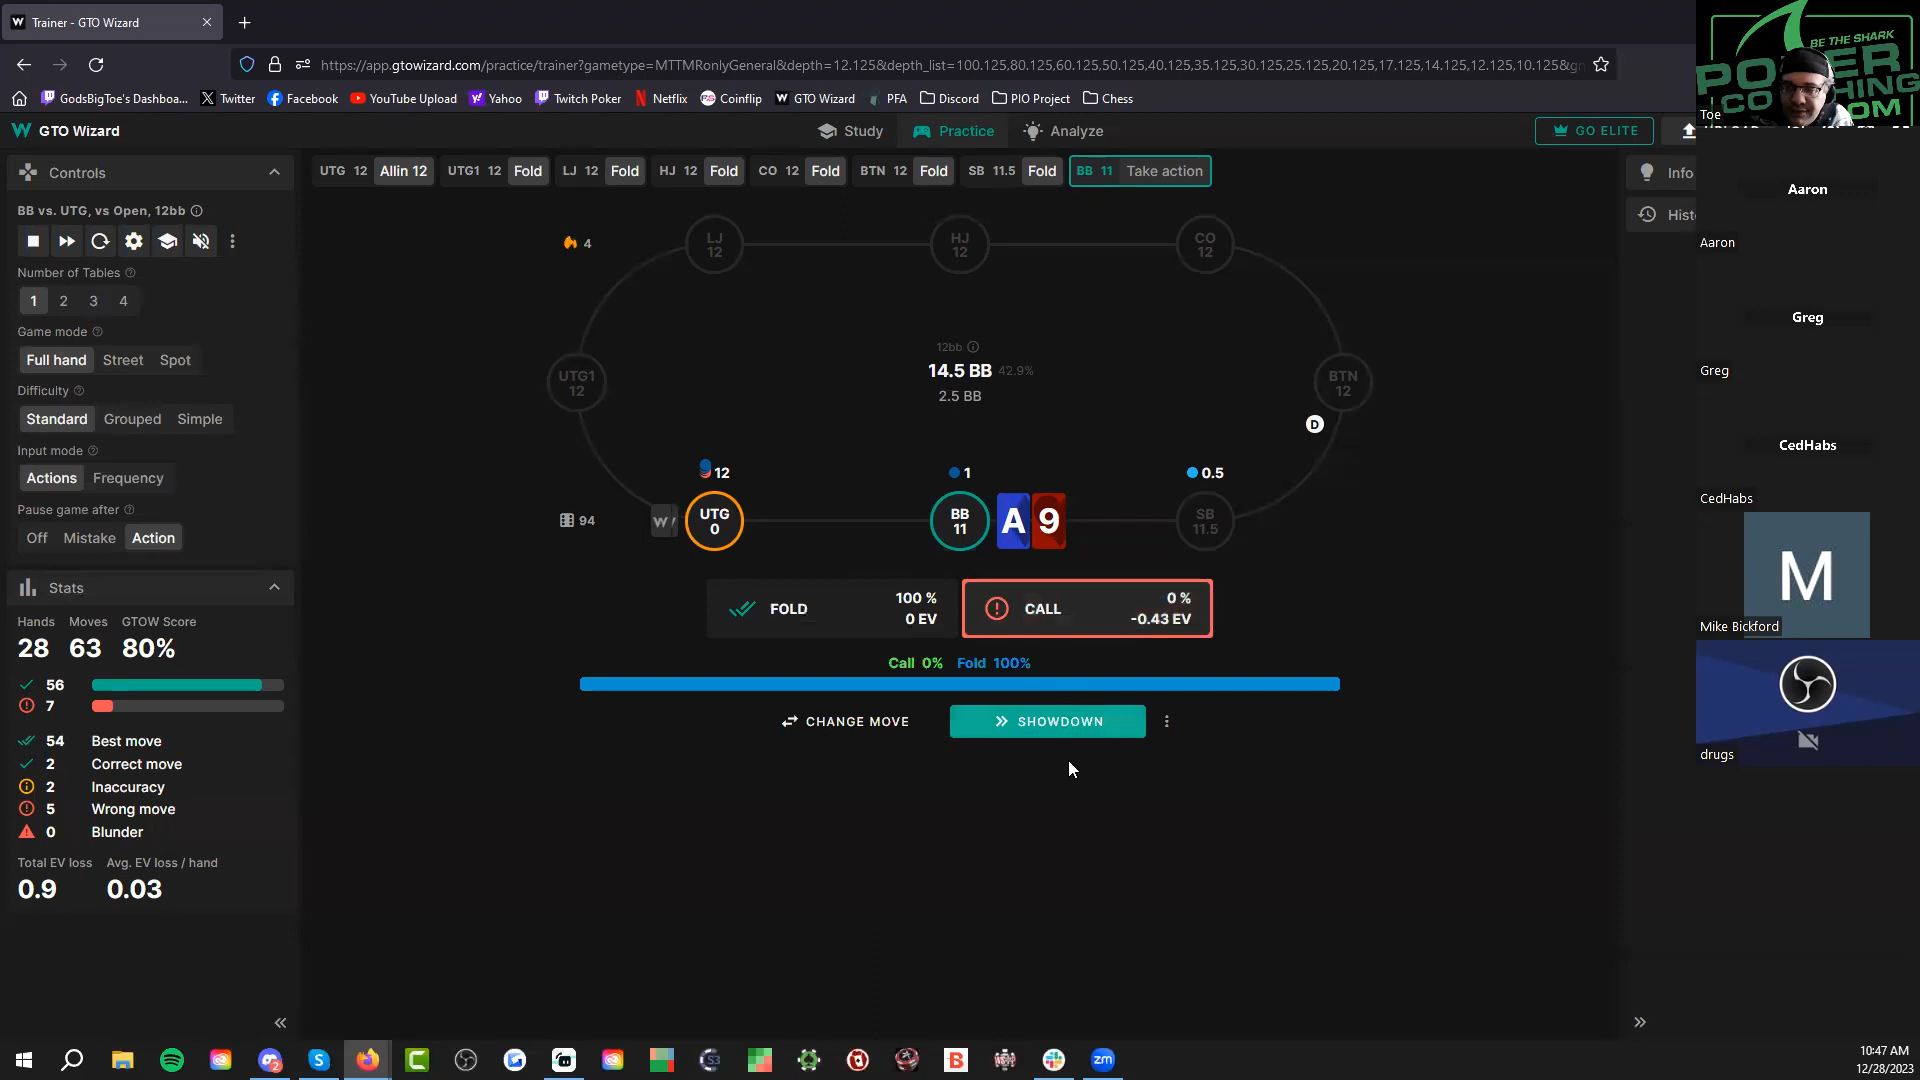 Trainer - GTO Wizard
https://app.gtowizard.com/practice/trainer?gametype=MTTMRonlyGeneral&depth=12.125&depth_list=100.125,80.125,60.125,50.125,40.125,35.125,30.125,25.125,20.125,17.125,14.125,12.125,10.125&
GodsBigToe's Dashboa... Twitter Facebook YouTube Upload Yahoo Twitch Poker Netflix Coinflip GTO Wizard PFA Discord PIO Project Chess
BE THE SHARK
POKER
COACHING
.COM
Toe
GTO Wizard
Study Practice Analyze
GO ELITE
Controls
UTG 12 Allin 12 UTG1 12 Fold LJ 12 Fold HJ 12 Fold CO 12 Fold BTN 12 Fold SB 11.5 Fold BB 11 Take action
Info
BB vs. UTG, vs Open, 12bb
Number of Tables
1 2 3 4
Game mode
Full hand Street Spot
Difficulty
Standard Grouped Simple
Input mode
Actions Frequency
Pause game after
Off Mistake Action
Stats
Hands Moves GTOW Score
28 63 80%
56
7
54 Best move
2 Correct move
2 Inaccuracy
5 Wrong move
0 Blunder
Total EV loss Avg. EV loss / hand
0.9 0.03
4
LJ
12
HJ
12
CO
12
UTG1
12
BTN
12
D
12bb
14.5 BB 42.9%
2.5 BB
12
1
0.5
94
W
UTG
0
BB
11
A 9
SB
11.5
FOLD
100 %
0 EV
CALL
0 %
-0.43 EV
Call 0% Fold 100%
CHANGE MOVE
SHOWDOWN
Aaron
Aaron
Greg
Greg
CedHabs
CedHabs
M
Mike Bickford
drugs
10:47 AM
12/28/2023